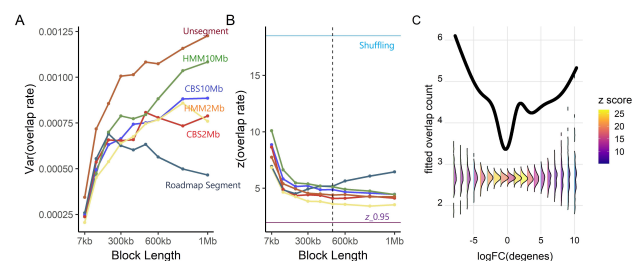 A
Var(overlap rate)
0.00125
0.00100
0.00075
0.00050
0.00025
Unsegment
HMM10Mb
CBS10Mb
HMM2Mb
CBS2Mb
Roadmap Segment
7kb 300kb 600kb 1Mb
Block Length
B
z(overlap rate)
15
10
5
Shuffling
z_0.95
7kb 300kb 600kb 1Mb
Block Length
C
fitted overlap count
6
5
4
3
2
-5 0 5 10
logFC(degenes)
z score
25
20
15
10
5